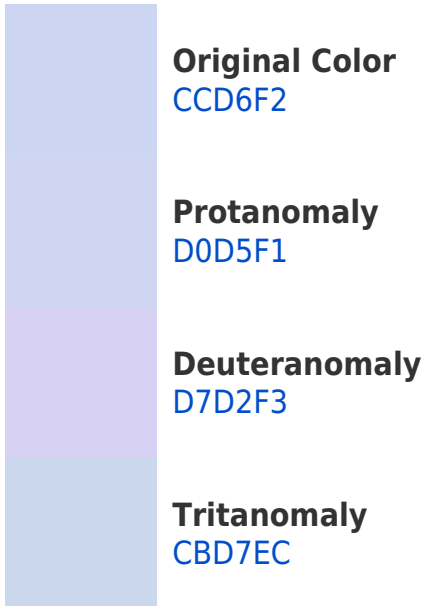 Original Color
CCD6F2
Protanomaly
D0D5F1
Deuteranomaly
D7D2F3
Tritanomaly
CBD7EC